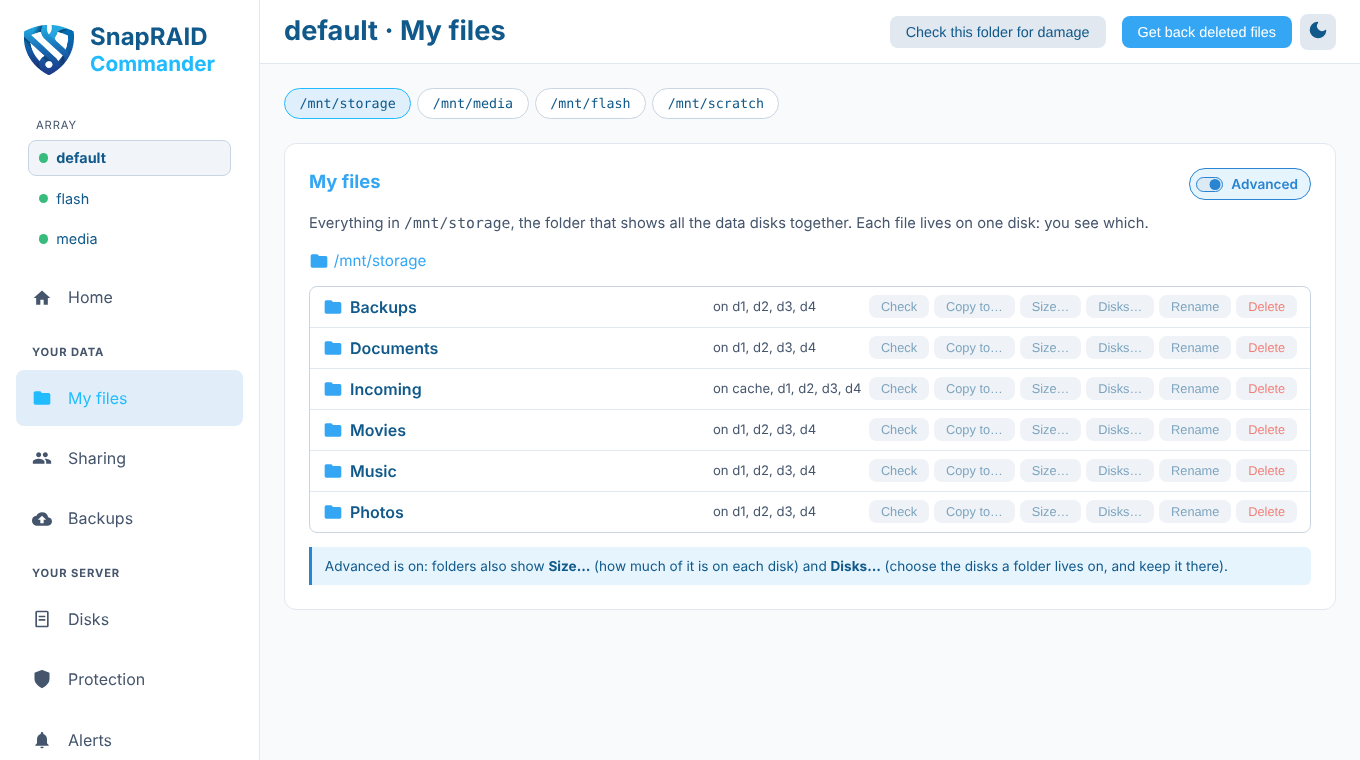 SnapRAID
Commander
ARRAY
default
flash
media
Home
YOUR DATA
My files
Sharing
Backups
YOUR SERVER
Disks
Protection
Alerts
default · My files
Check this folder for damage
Get back deleted files
/mnt/storage
/mnt/media
/mnt/flash
/mnt/scratch
My files
Advanced
Everything in /mnt/storage, the folder that shows all the data disks together. Each file lives on one disk: you see which.
/mnt/storage
Backups on d1, d2, d3, d4 Check Copy to… Size… Disks… Rename Delete
Documents on d1, d2, d3, d4 Check Copy to… Size… Disks… Rename Delete
Incoming on cache, d1, d2, d3, d4 Check Copy to… Size… Disks… Rename Delete
Movies on d1, d2, d3, d4 Check Copy to… Size… Disks… Rename Delete
Music on d1, d2, d3, d4 Check Copy to… Size… Disks… Rename Delete
Photos on d1, d2, d3, d4 Check Copy to… Size… Disks… Rename Delete
Advanced is on: folders also show Size… (how much of it is on each disk) and Disks… (choose the disks a folder lives on, and keep it there).